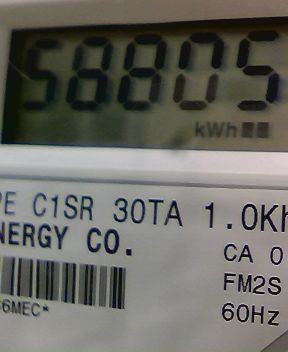 58805
kWh
PE C1SR 30TA 1.0Kh
NERGY CO.
CA 0
FM2S
6MEC*
60Hz